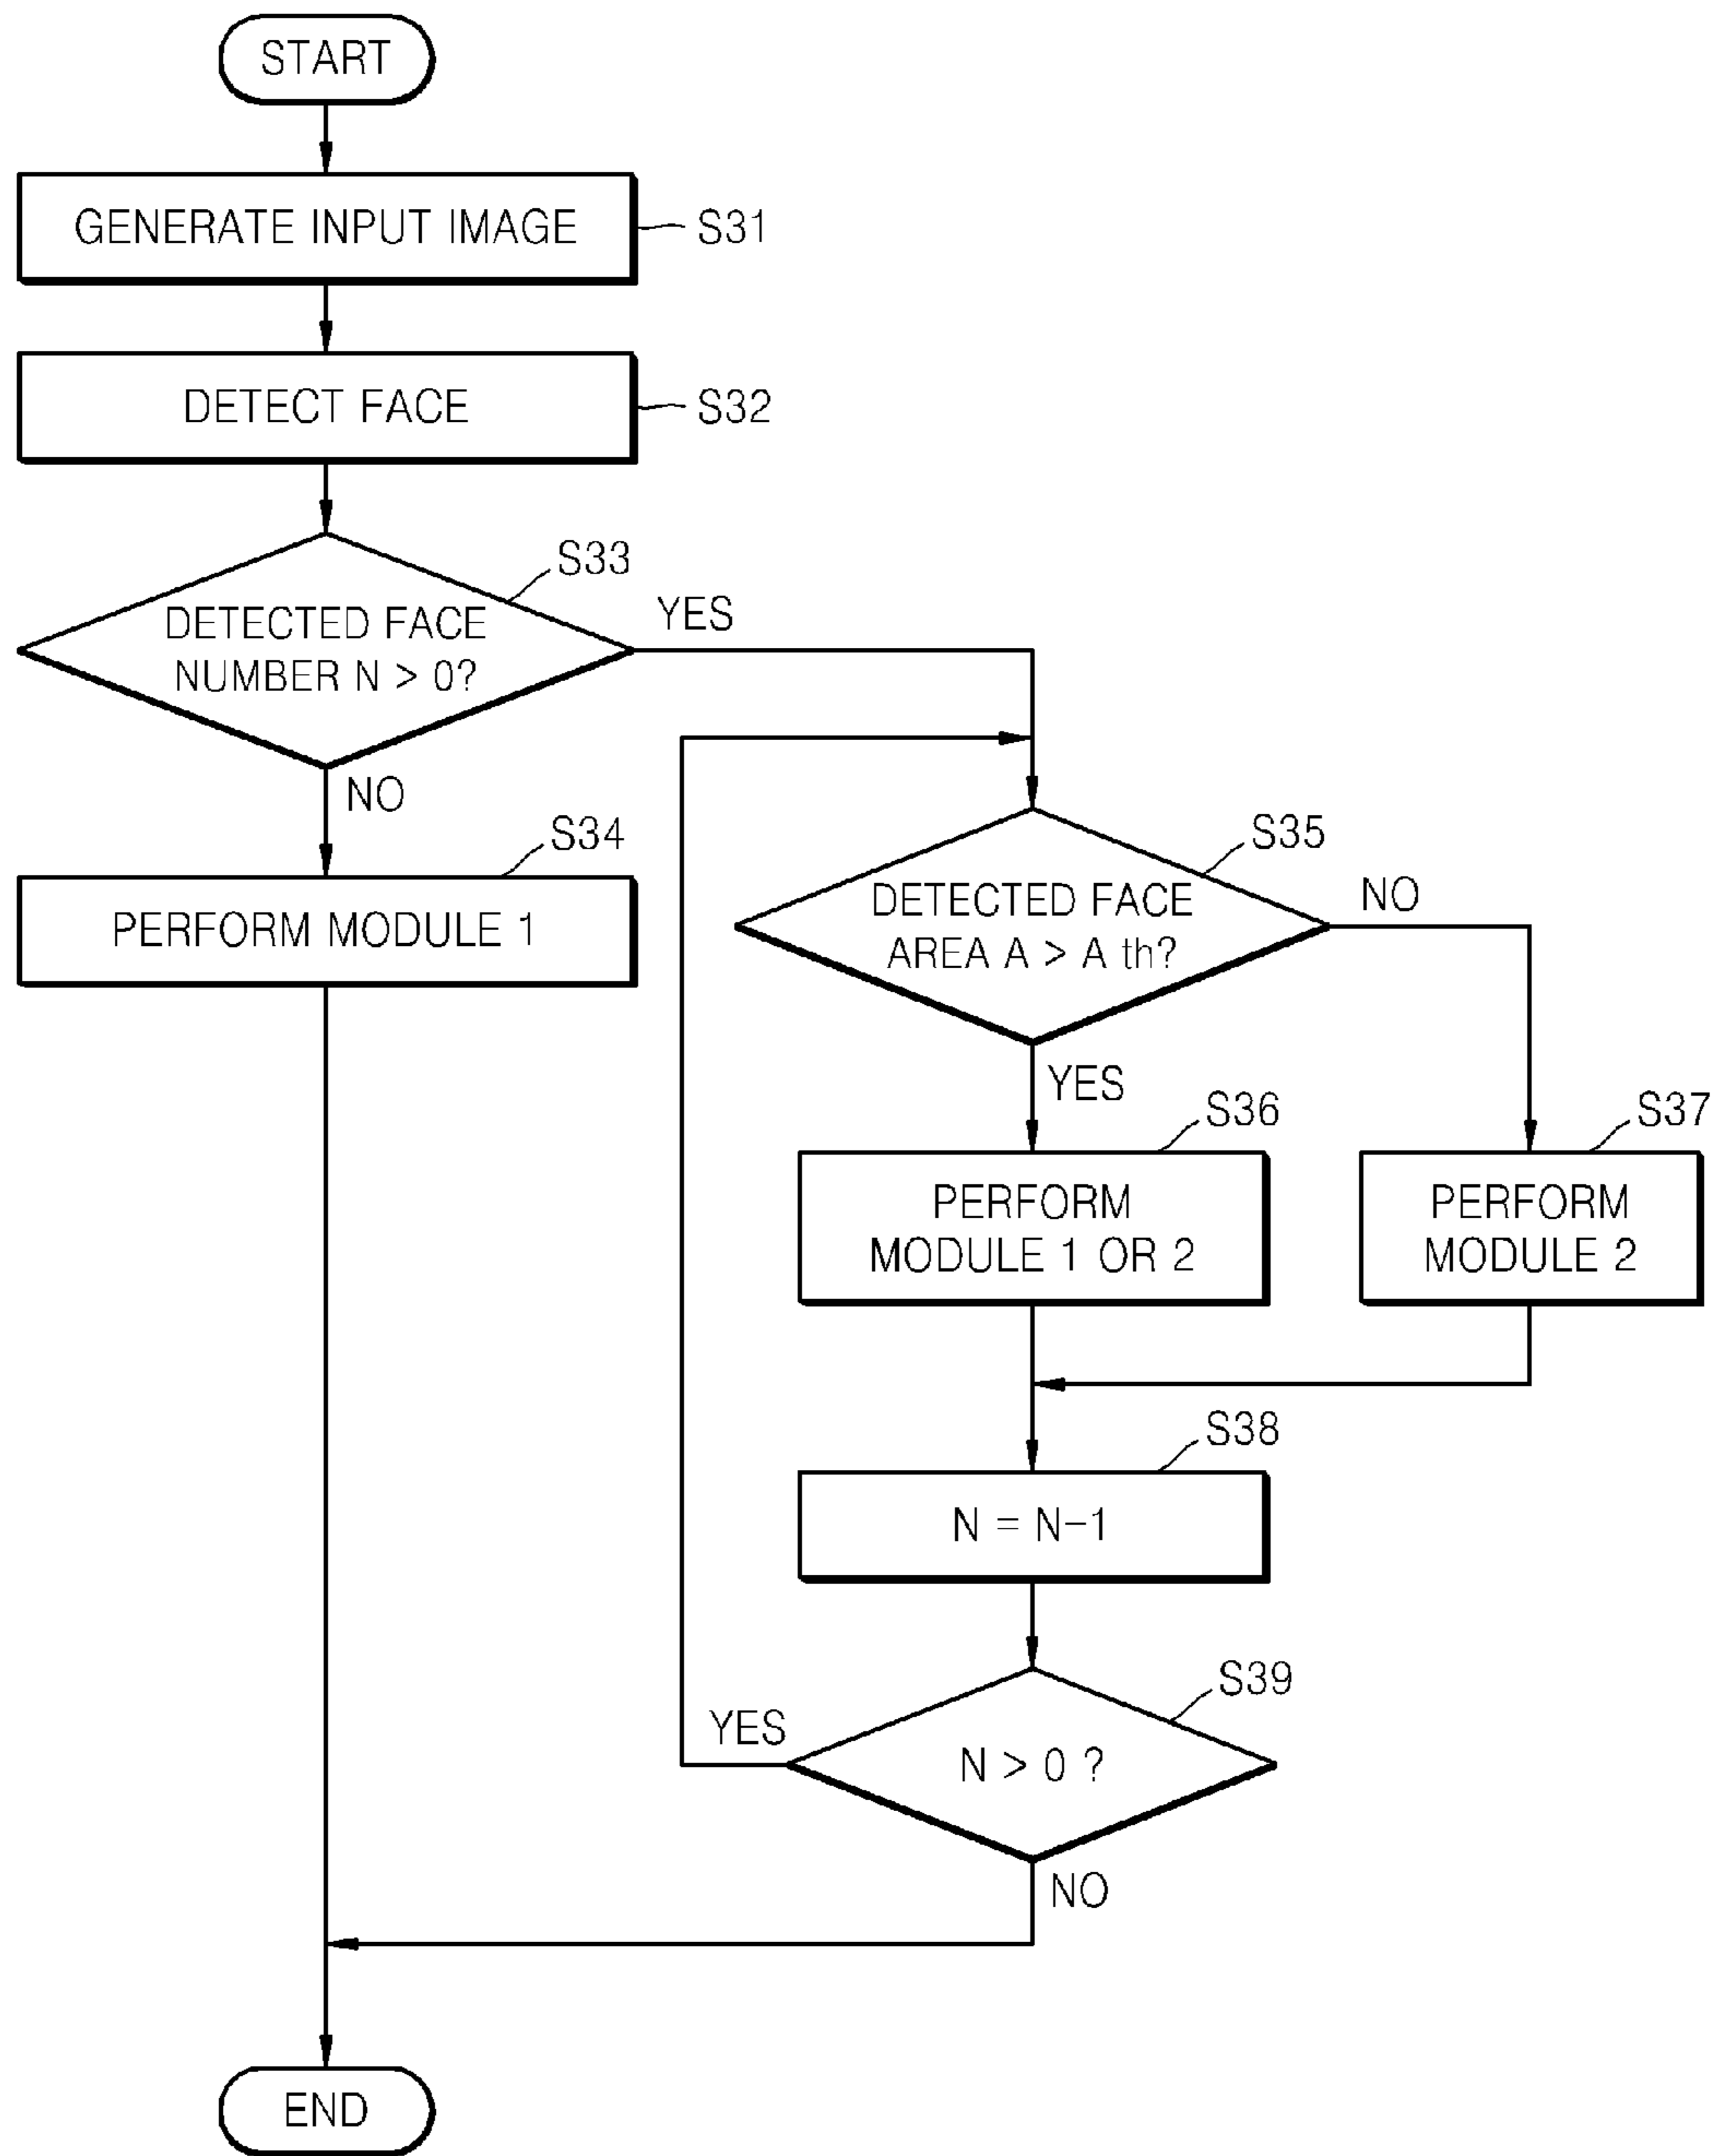 START
GENERATE INPUT IMAGE
S31
DETECT FACE
S32
S33
DETECTED FACE
NUMBER N > 0?
YES
NO
S34
PERFORM MODULE 1
S35
DETECTED FACE
AREA A > A th?
NO
YES
S36
PERFORM
MODULE 1 OR 2
S37
PERFORM
MODULE 2
S38
N = N-1
S39
N > 0 ?
YES
NO
END